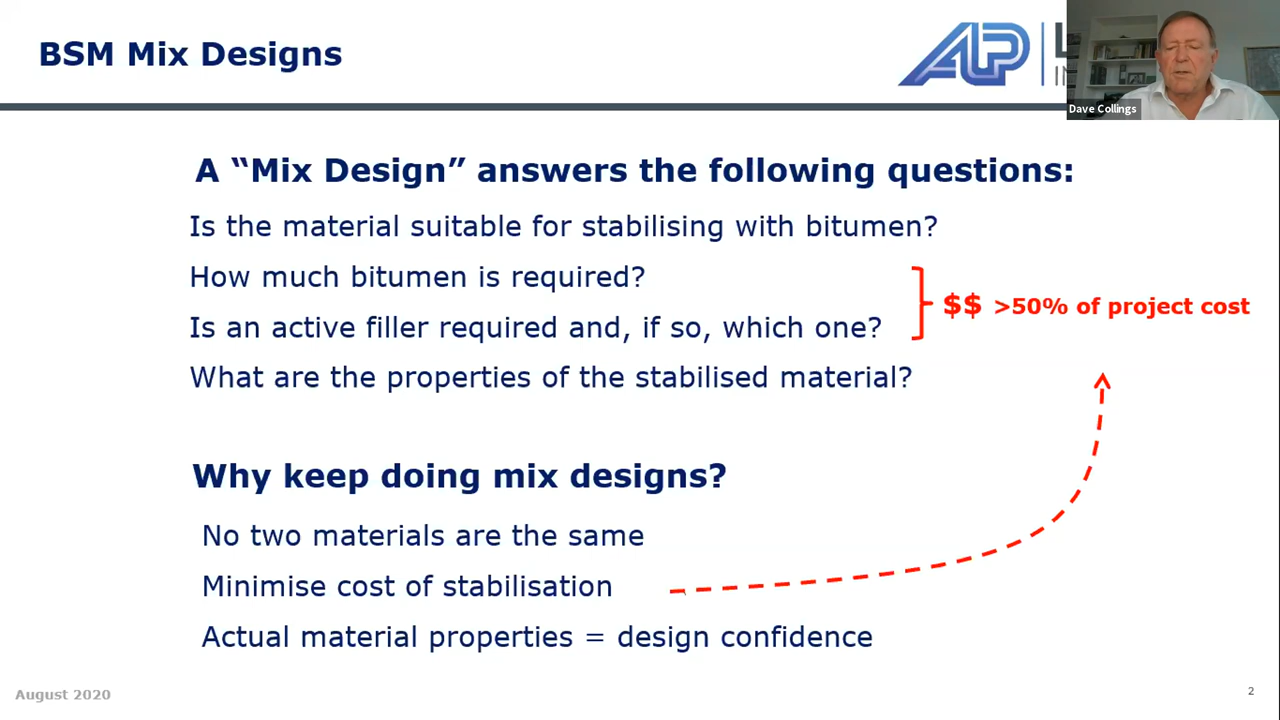 BSM Mix Designs
Dave Collings
A “Mix Design” answers the following questions:
Is the material suitable for stabilising with bitumen?
How much bitumen is required?
Is an active filler required and, if so, which one?
$$ >50% of project cost
What are the properties of the stabilised material?
Why keep doing mix designs?
No two materials are the same
Minimise cost of stabilisation
Actual material properties = design confidence
August 2020
2